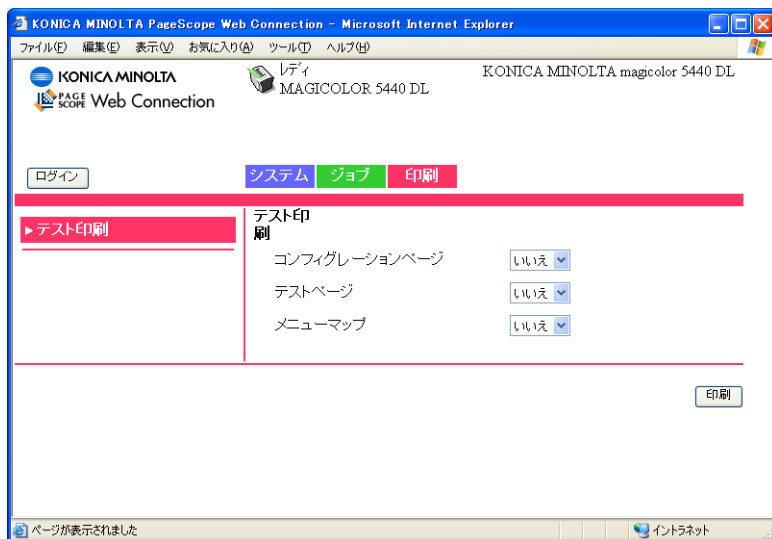 KONICA MINOLTA PageScope Web Connection - Microsoft Internet Explorer
ファイル(F) 編集(E) 表示(V) お気に入り(A) ツール(T) ヘルプ(H)
KONICA MINOLTA
PAGE SCOPE Web Connection
レディ
MAGICOLOR 5440 DL
KONICA MINOLTA magicolor 5440 DL
ログイン
システム ジョブ 印刷
テスト印刷
テスト印
刷
コンフィグレーションページ いいえ
テストページ いいえ
メニューマップ いいえ
印刷
ページが表示されました イントラネット